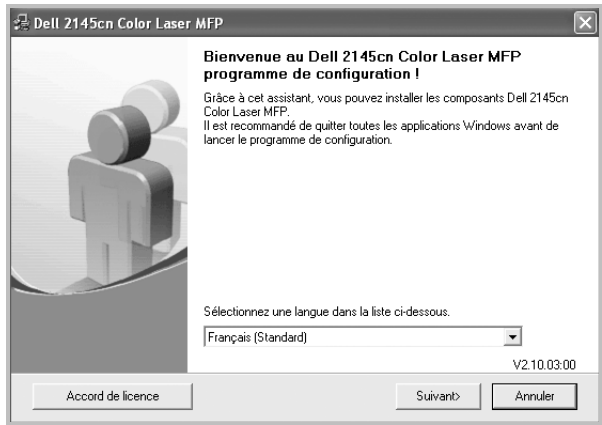 Dell 2145cn Color Laser MFP
Bienvenue au Dell 2145cn Color Laser MFP
programme de configuration !
Grâce à cet assistant, vous pouvez installer les composants Dell 2145cn
Color Laser MFP.
Il est recommandé de quitter toutes les applications Windows avant de
lancer le programme de configuration.
Sélectionnez une langue dans la liste ci-dessous.
Français (Standard)
V2.10.03:00
Accord de licence
Suivant>
Annuler